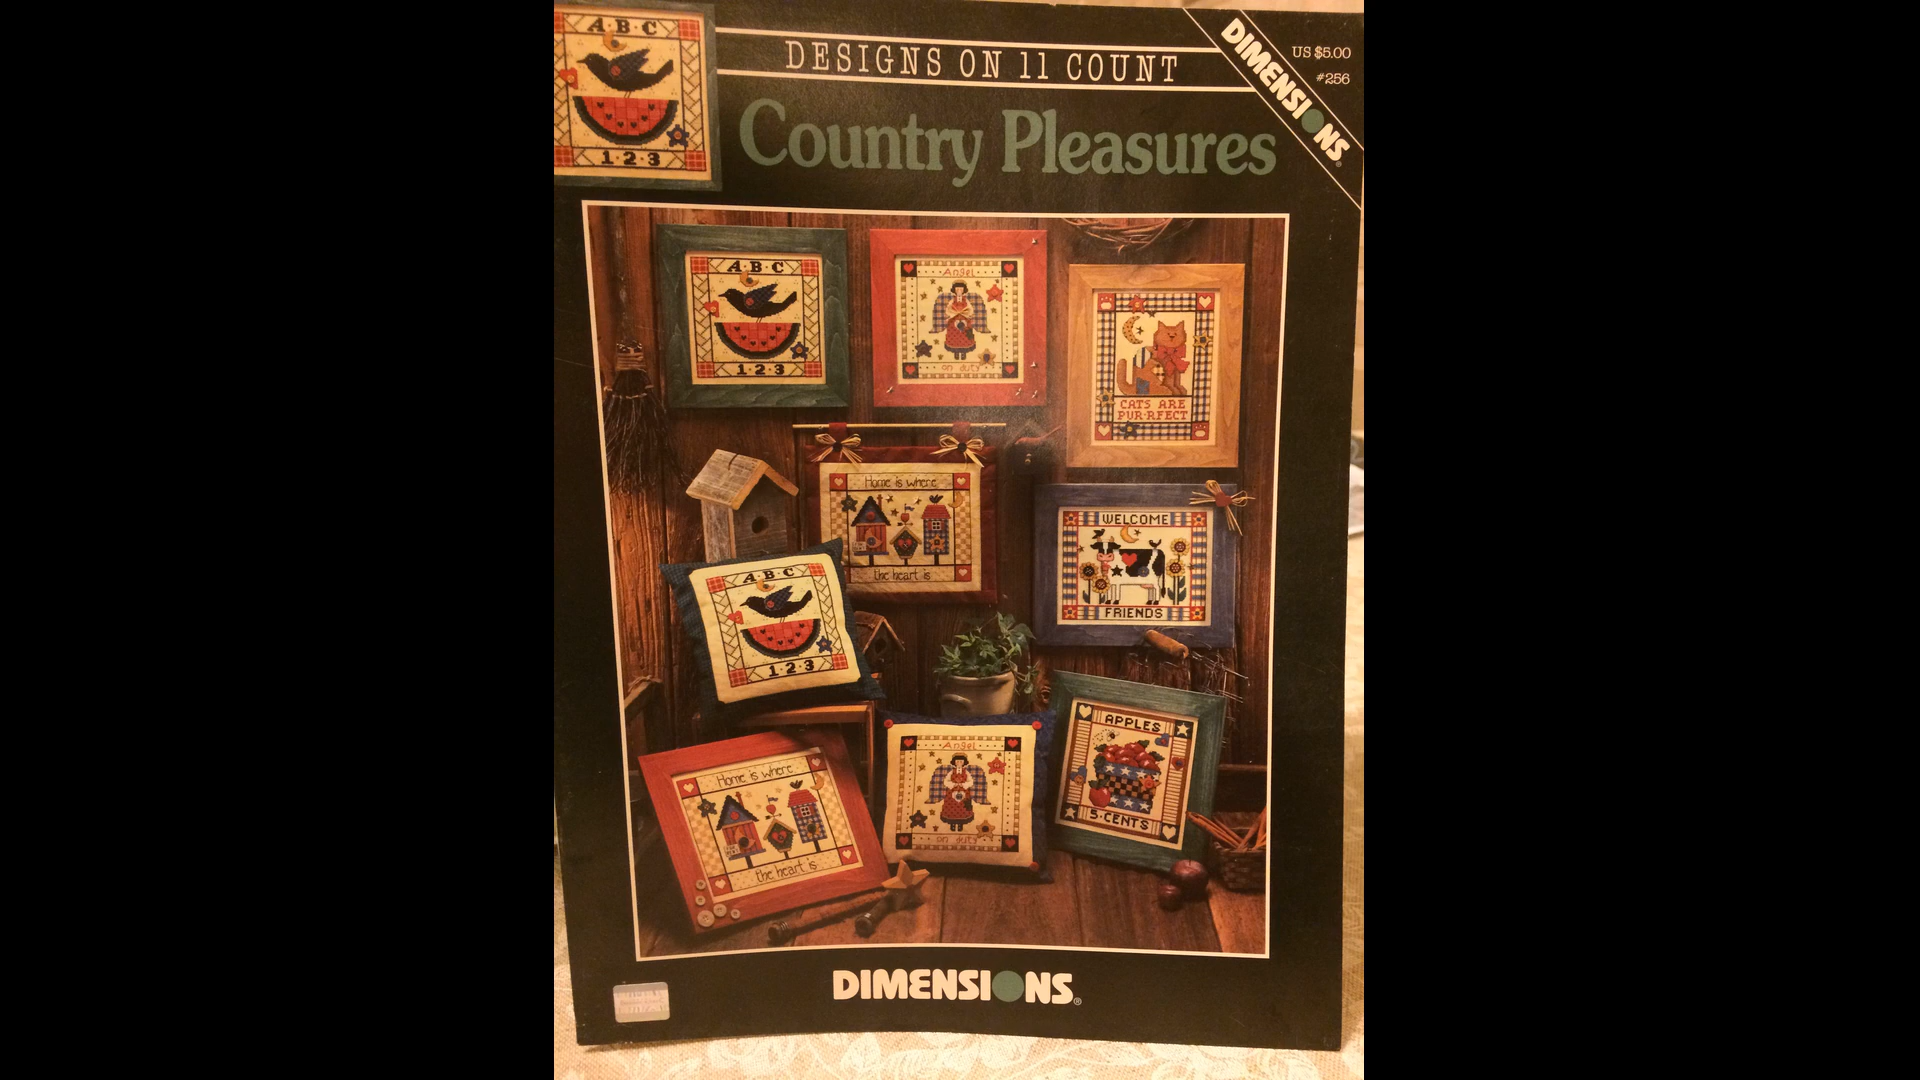 A·B·C
1·2·3
DESIGNS ON 11 COUNT
US $5.00
#256
DIMENSIONS®
Country Pleasures
A·B·C
1·2·3
Angel
on duty
CATS ARE
PUR·RFECT
Home is where
the heart is
WELCOME
FRIENDS
A·B·C
1·2·3
Home is where
the heart is
Angel
on duty
APPLES
5·CENTS
DIMENSIONS®